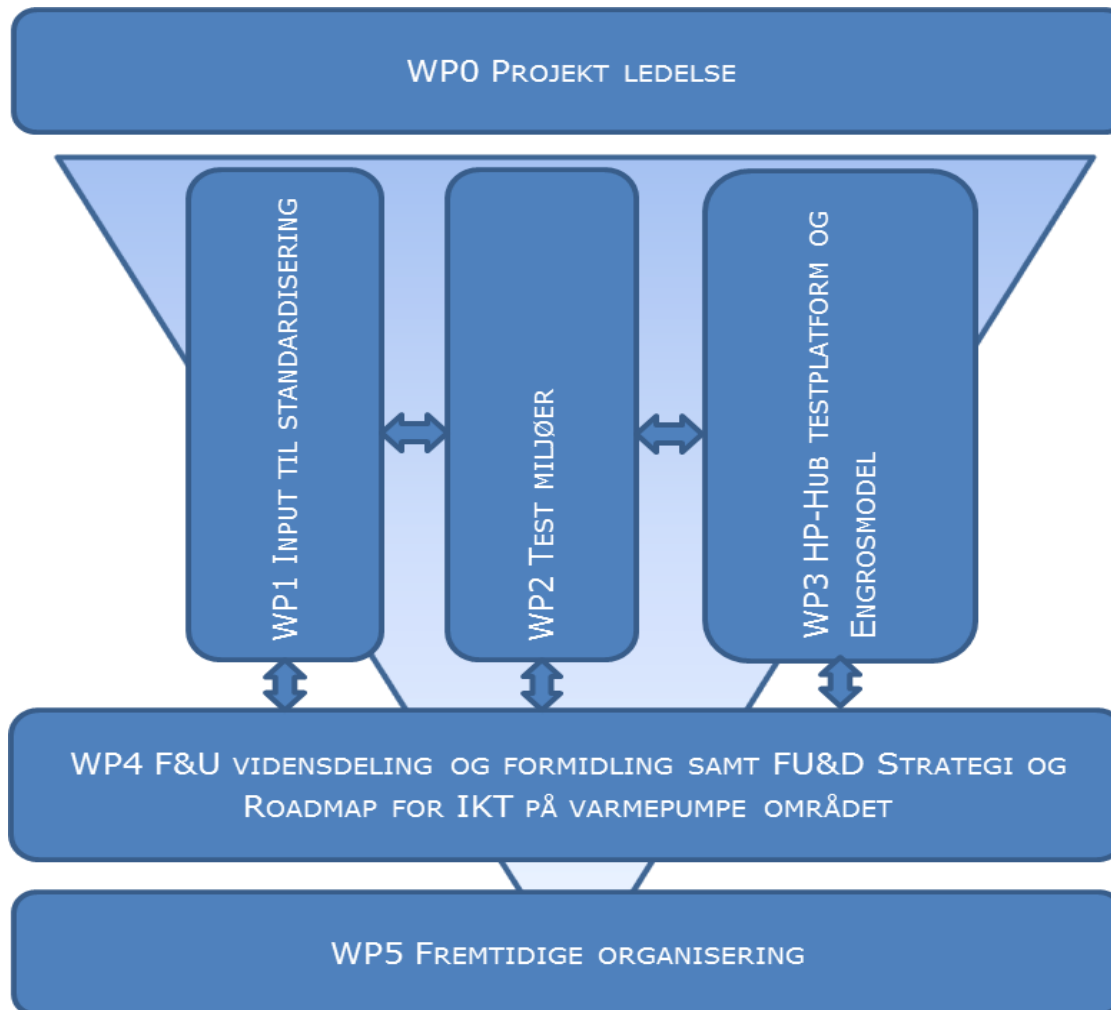 WP0 Projekt ledelse
WP1 Input til standardisering
WP2 Test miljøer
WP3 HP-Hub testplatform og
Engrosmodel
WP4 F&U vidensdeling og formidling samt FU&D Strategi og
Roadmap for IKT på varmepumpe området
WP5 Fremtidige organisering